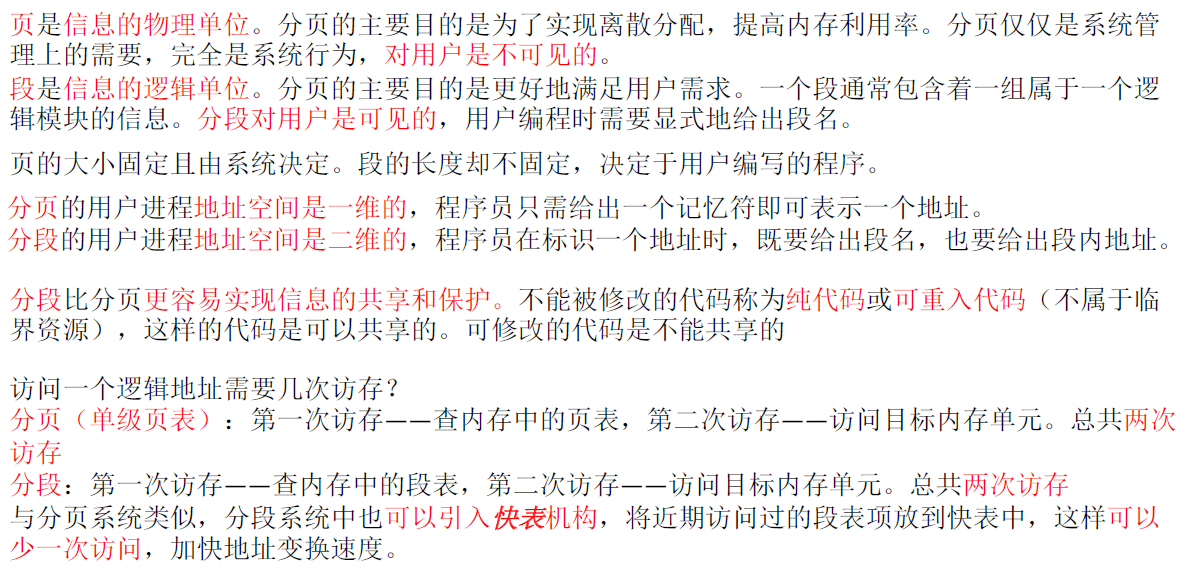 页是信息的物理单位。分页的主要目的是为了实现离散分配，提高内存利用率。分页仅仅是系统管
理上的需要，完全是系统行为，对用户是不可见的。
段是信息的逻辑单位。分页的主要目的是更好地满足用户需求。一个段通常包含着一组属于一个逻
辑模块的信息。分段对用户是可见的，用户编程时需要显式地给出段名。
页的大小固定且由系统决定。段的长度却不固定，决定于用户编写的程序。
分页的用户进程地址空间是一维的，程序员只需给出一个记忆符即可表示一个地址。
分段的用户进程地址空间是二维的，程序员在标识一个地址时，既要给出段名，也要给出段内地址。
分段比分页更容易实现信息的共享和保护。不能被修改的代码称为纯代码或可重入代码（不属于临
界资源），这样的代码是可以共享的。可修改的代码是不能共享的
访问一个逻辑地址需要几次访存？
分页（单级页表）：第一次访存——查内存中的页表，第二次访存——访问目标内存单元。总共两次
访存
分段：第一次访存——查内存中的段表，第二次访存——访问目标内存单元。总共两次访存
与分页系统类似，分段系统中也可以引入快表机构，将近期访问过的段表项放到快表中，这样可以
少一次访问，加快地址变换速度。